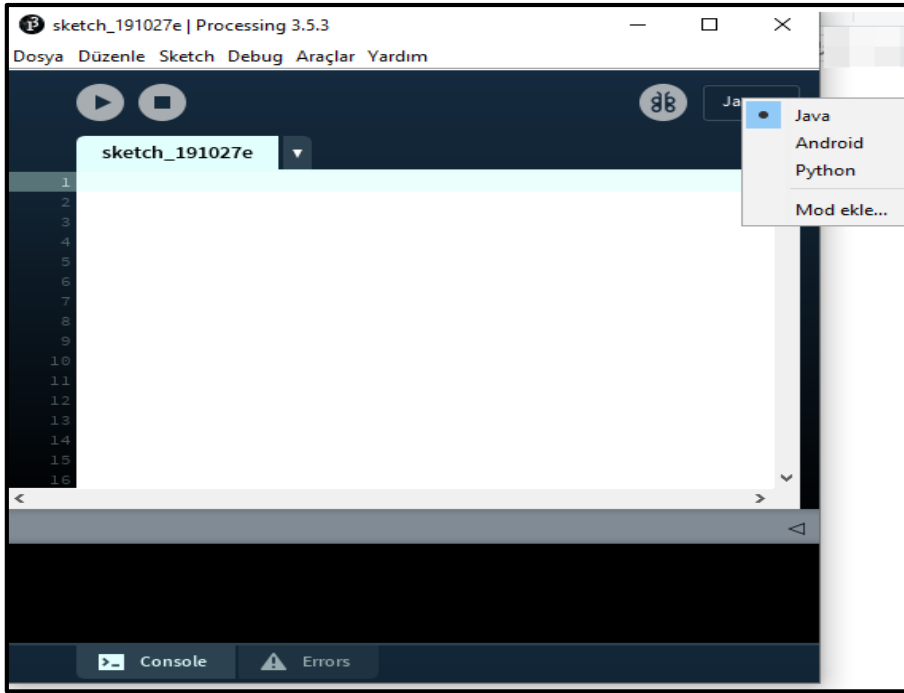 sketch_191027e | Processing 3.5.3
Dosya Düzenle Sketch Debug Araçlar Yardım
Ja
Java
Android
Python
Mod ekle...
sketch_191027e
1
2
3
4
5
6
7
8
9
10
11
12
13
14
15
16
Console Errors